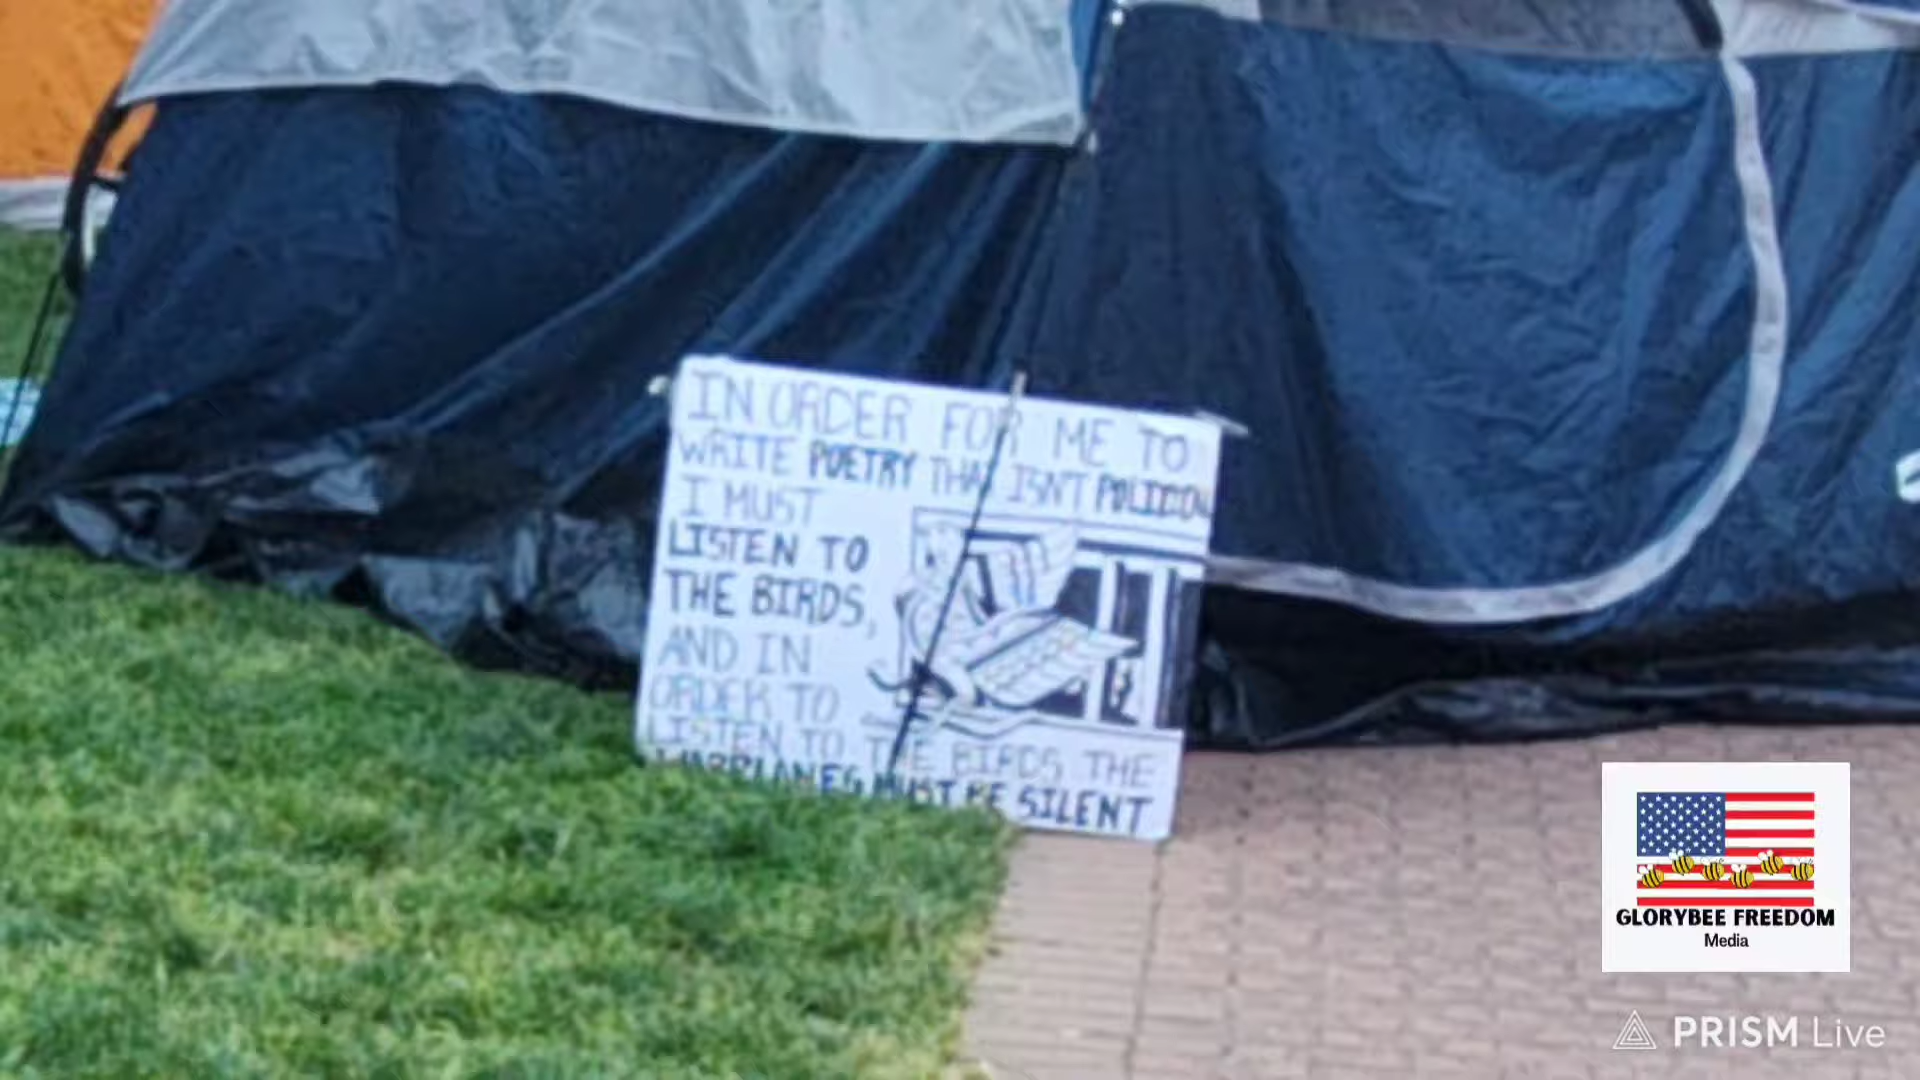 IN ORDER FOR ME TO
WRITE POETRY THAT ISN'T
I MUST
LISTEN TO
THE BIRDS,
AND IN
ORDER TO
LISTEN TO THE BIRDS THE
WARPLANES MUST BE SILENT
GLORYBEE FREEDOM
Media
PRISM Live